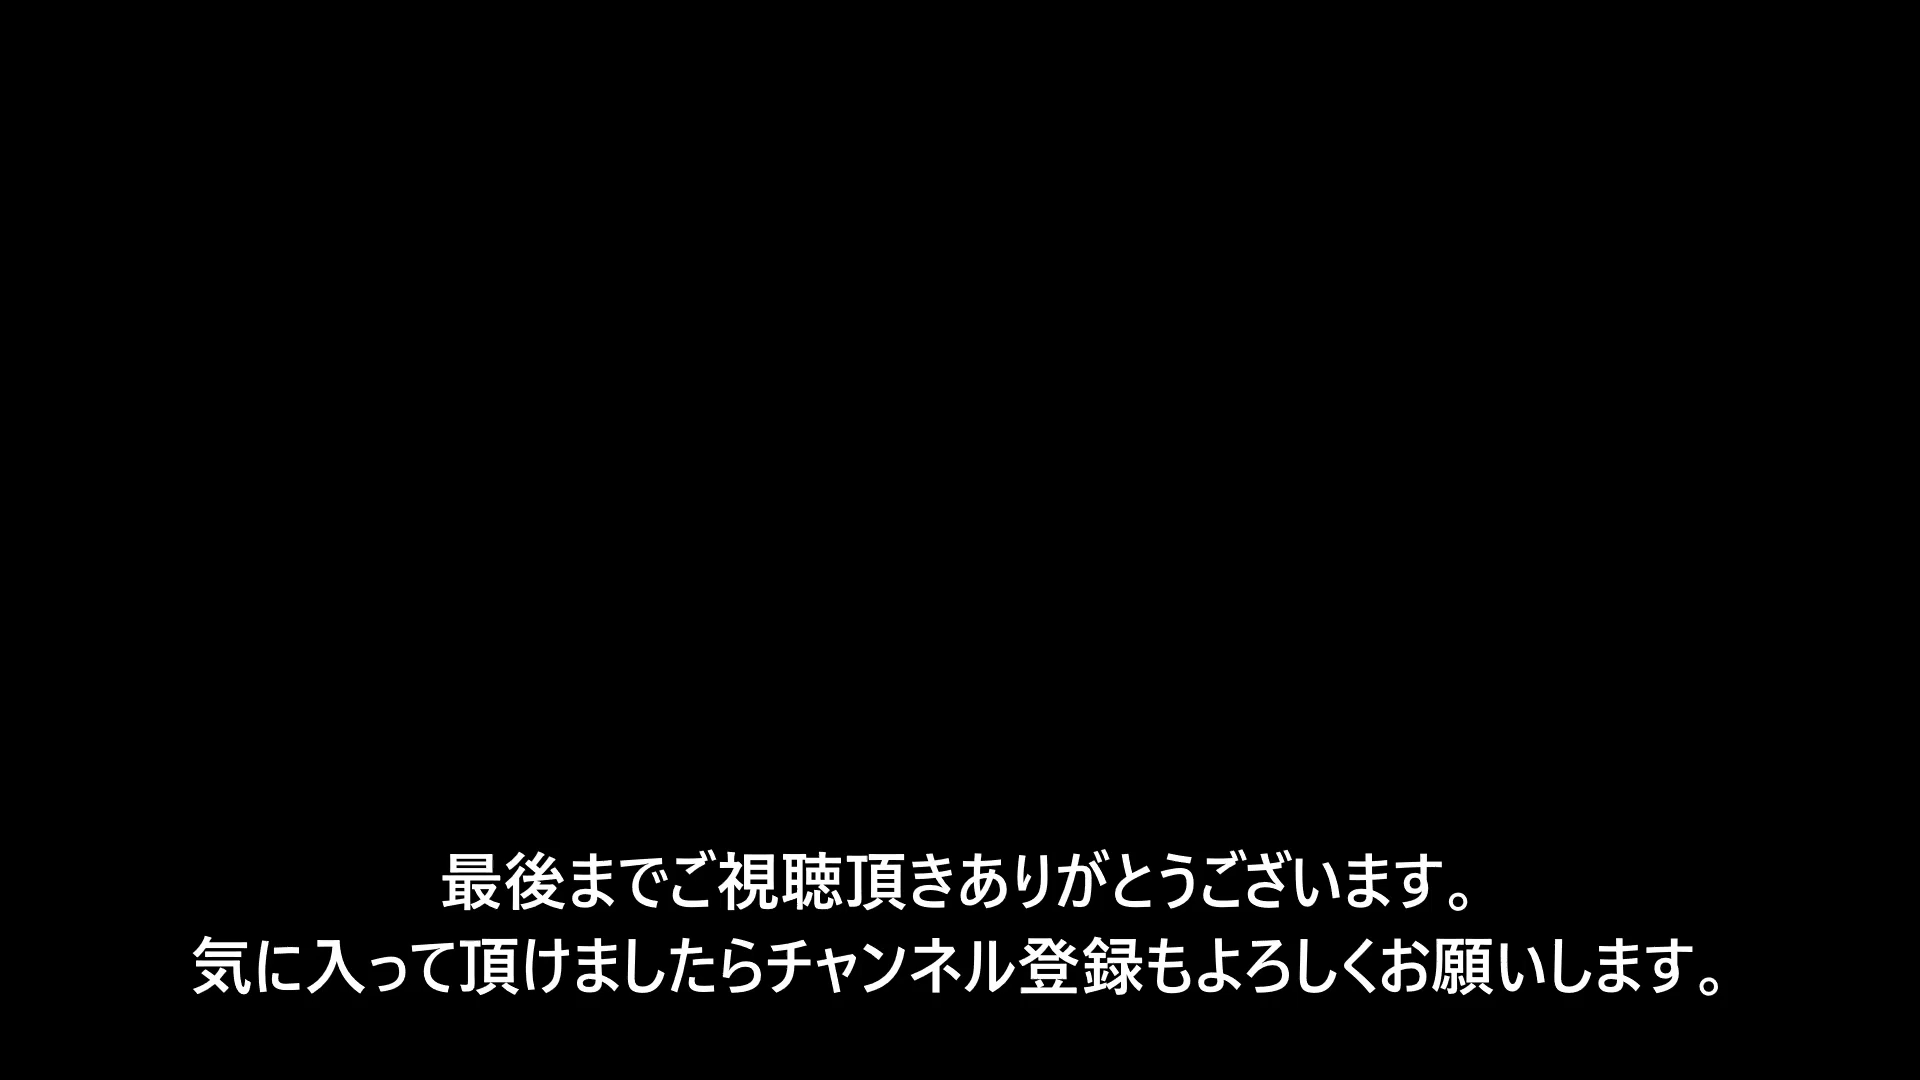 最後までご視聴頂きありがとうございます。
気に入って頂けましたらチャンネル登録もよろしくお願いします。